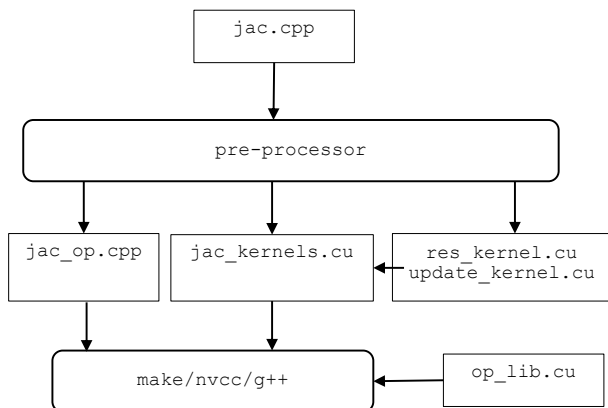 jac.cpp
pre-processor
jac_op.cpp
jac_kernels.cu
res_kernel.cu
update_kernel.cu
make/nvcc/g++
op_lib.cu